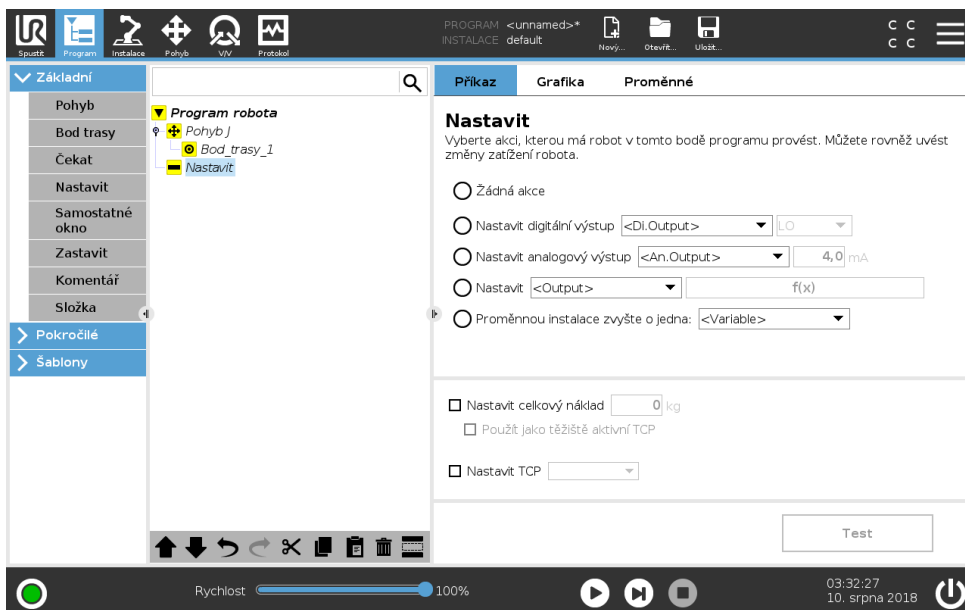 PROGRAM <unnamed>*
INSTALACE default
UR
Spustit
Program
Instalace
Pohyb
V/V
Protokol
Nový...
Otevřít...
Uložit...
C C
C C
Základní
Pohyb
Bod trasy
Čekat
Nastavit
Samostatné
okno
Zastavit
Komentář
Složka
Pokročilé
Šablony
Program robota
Pohyb J
Bod_trasy_1
Nastavit
Příkaz Grafika Proměnné
Nastavit
Vyberte akci, kterou má robot v tomto bodě programu provést. Můžete rovněž uvést
změny zatížení robota.
Žádná akce
Nastavit digitální výstup <Di.Output> LO
Nastavit analogový výstup <An.Output> 4,0 mA
Nastavit <Output> f(x)
Proměnnou instalace zvyšte o jedna: <Variable>
Nastavit celkový náklad 0 kg
Použít jako těžiště aktivní TCP
Nastavit TCP
Test
Rychlost 100%
03:32:27
10. srpna 2018